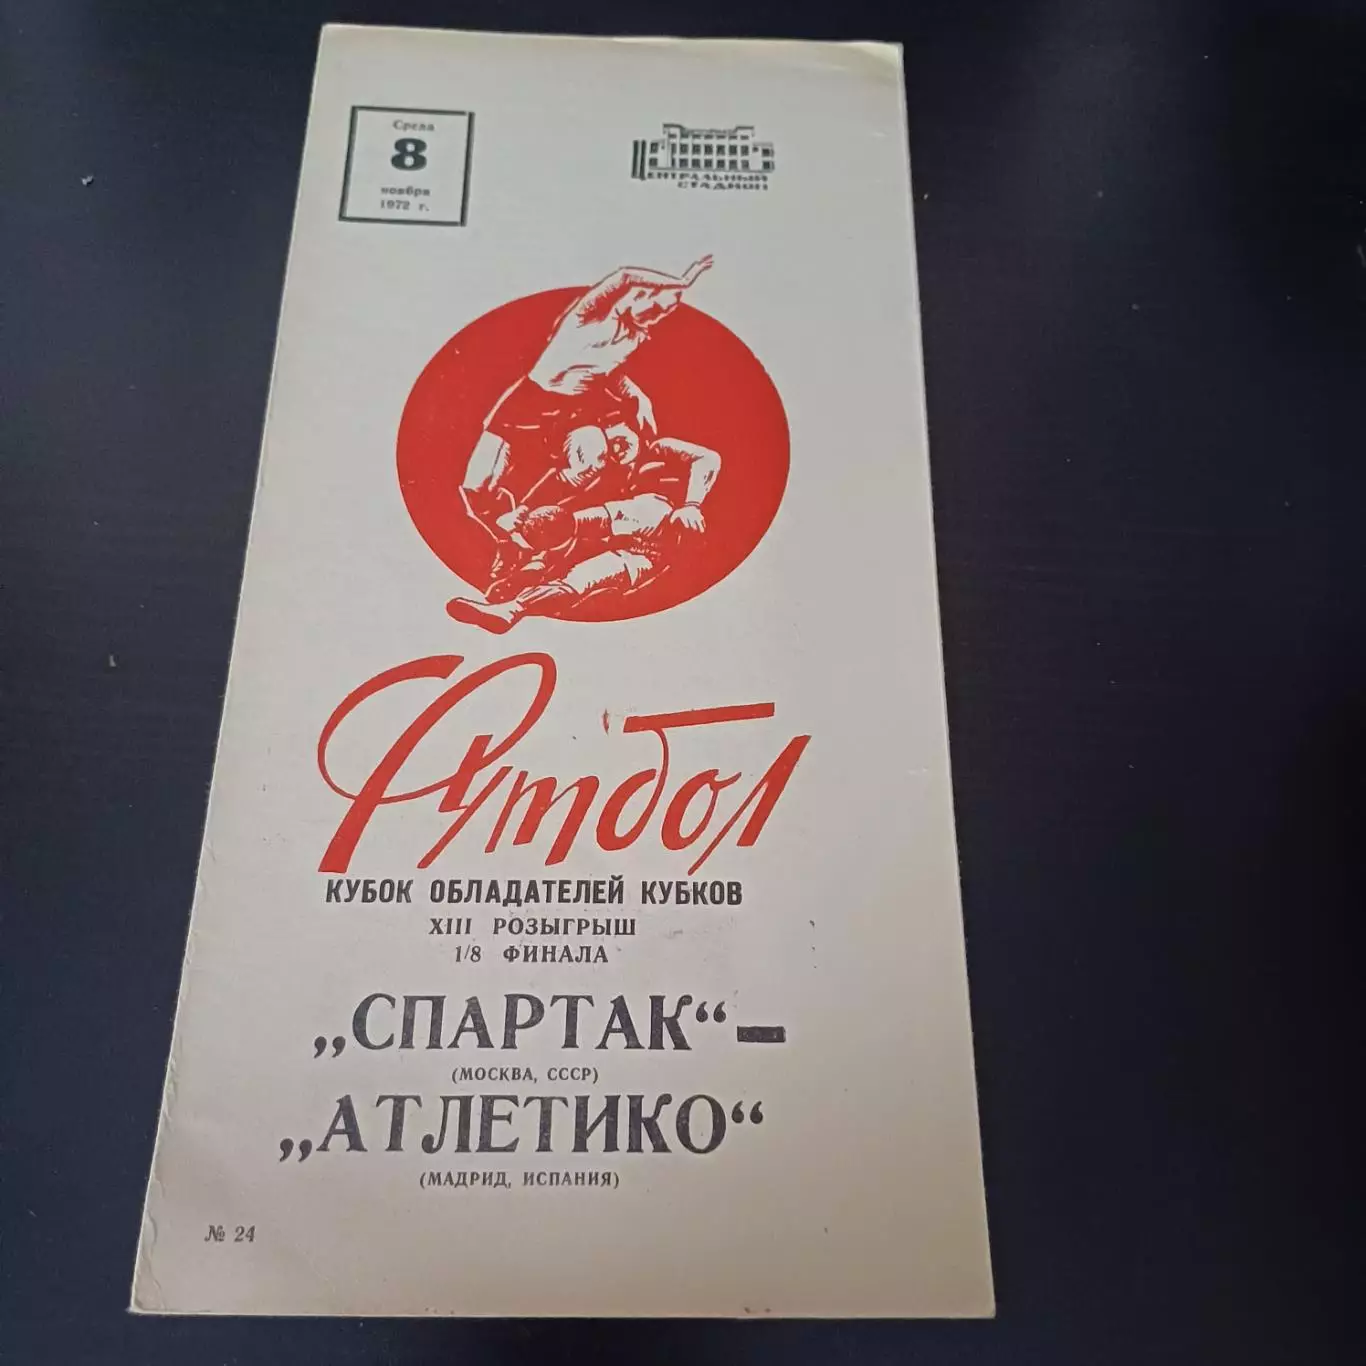 Среда
8
ноября
1972 г.
ЦЕНТРАЛЬНЫЙ
СТАДИОН
Футбол
КУБОК ОБЛАДАТЕЛЕЙ КУБКОВ
XIII РОЗЫГРЫШ
1/8 ФИНАЛА
„СПАРТАК“ –
(МОСКВА, СССР)
„АТЛЕТИКО“
(МАДРИД, ИСПАНИЯ)
№ 24